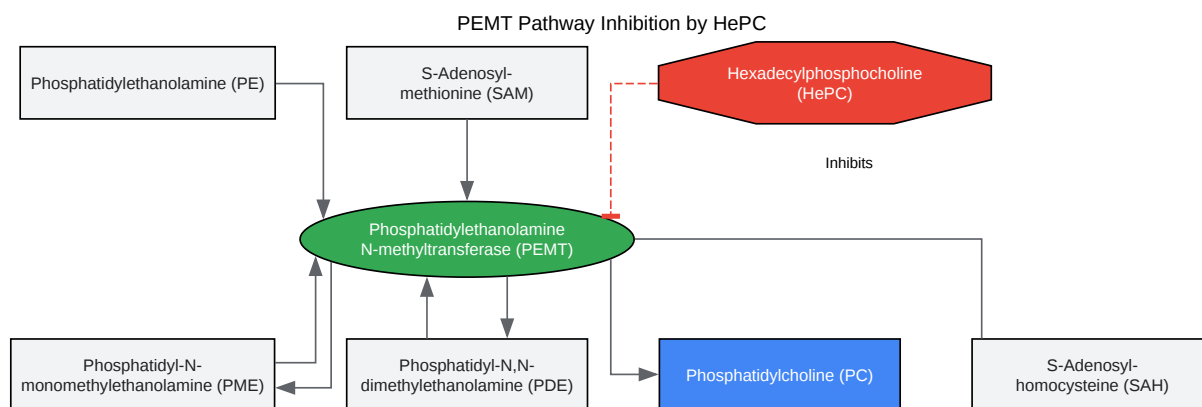 PEMT Pathway Inhibition by HePC
Phosphatidylethanolamine (PE)
S-Adenosyl-
methionine (SAM)
Hexadecylphosphocholine
(HePC)
Inhibits
Phosphatidylethanolamine
N-methyltransferase (PEMT)
Phosphatidyl-N-
monomethylethanolamine (PME)
Phosphatidyl-N,N-
dimethylethanolamine (PDE)
Phosphatidylcholine (PC)
S-Adenosyl-
homocysteine (SAH)